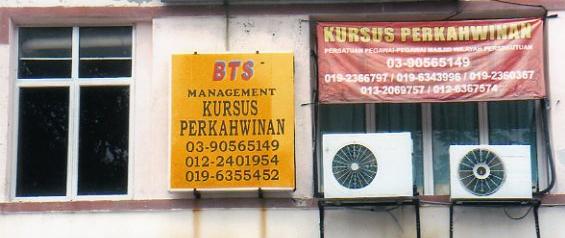 BTS
MANAGEMENT
KURSUS
PERKAHWINAN
03-90565149
012-2401954
019-6355452
KURSUS PERKAHWINAN
PERSATUAN PEGAWAI-PEGAWAI MASJID WILAYAH PERSEKUTUAN
03-90565149
019-2366797 / 019-6343996 / 019-2360367
013-2069757 / 012-6367574